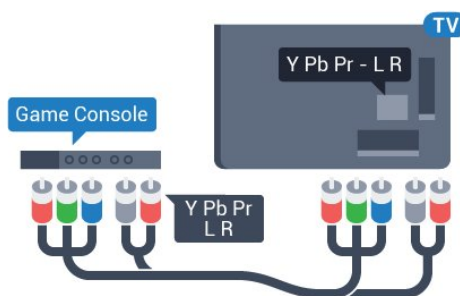 TV
Y Pb Pr - L R
Game Console
Y Pb Pr
L R